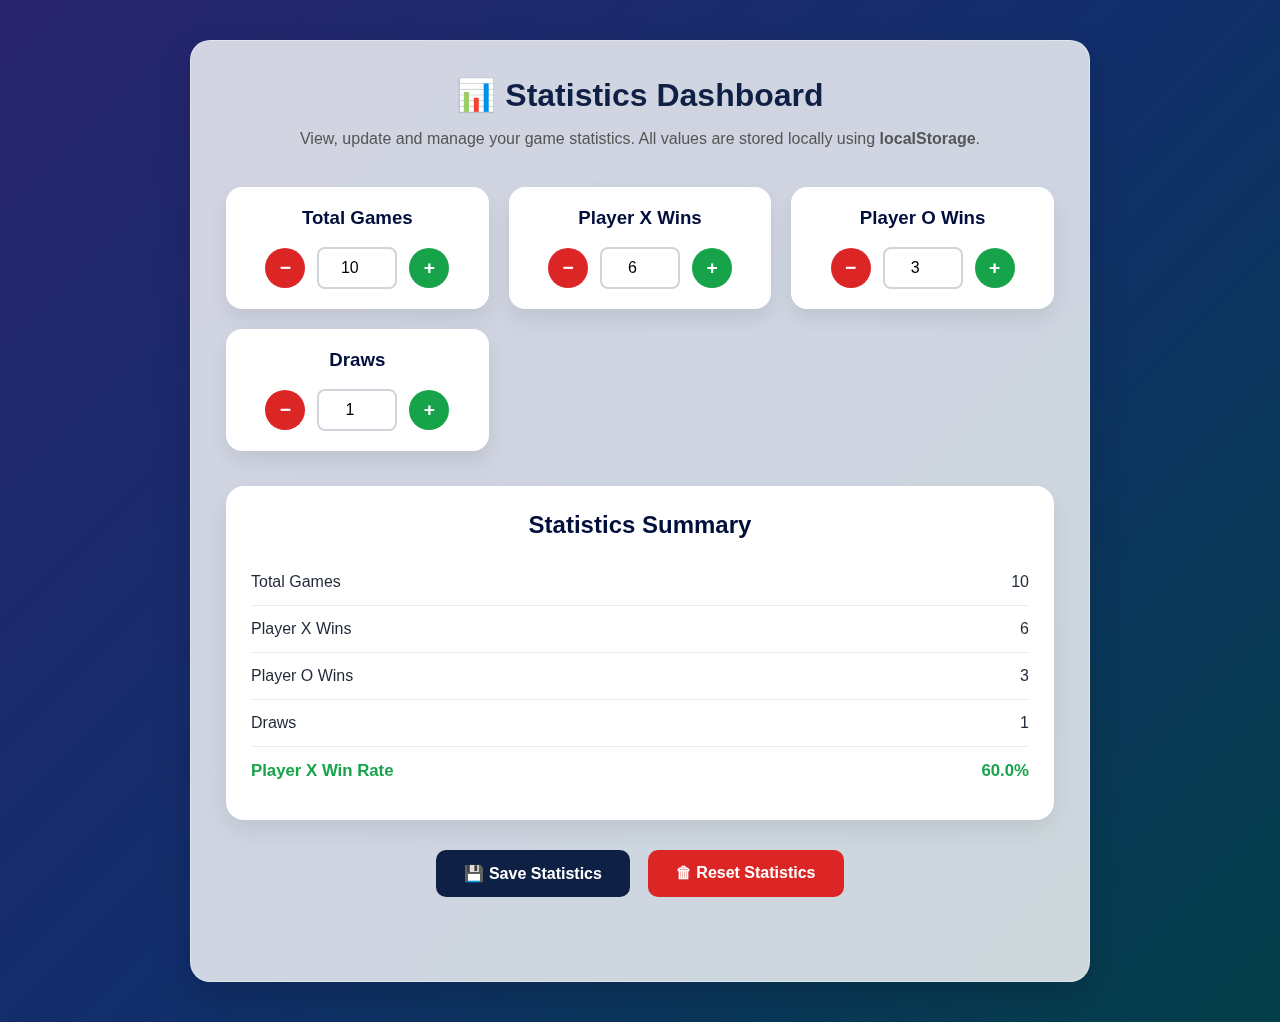 📊 Statistics Dashboard
View, update and manage your game statistics. All values are stored locally using localStorage.
Total Games
− 10 +
Player X Wins
− 6 +
Player O Wins
− 3 +
Draws
− 1 +
Statistics Summary
Total Games 10
Player X Wins 6
Player O Wins 3
Draws 1
Player X Win Rate 60.0%
💾 Save Statistics
🗑 Reset Statistics